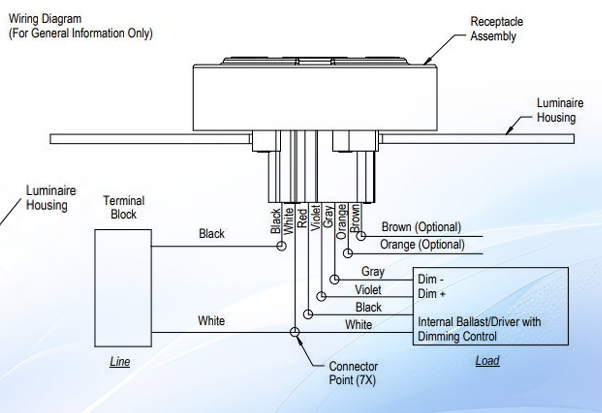 Wiring Diagram
(For General Information Only)
Receptacle
Assembly
Luminaire
Housing
Luminaire
Housing
Terminal
Block
Black
White
Red
Violet
Gray
Orange
Brown
Brown (Optional)
Orange (Optional)
Black
Gray
Dim -
Violet
Dim +
Black
White
White
Internal Ballast/Driver with
Dimming Control
Line
Load
Connector
Point (7X)